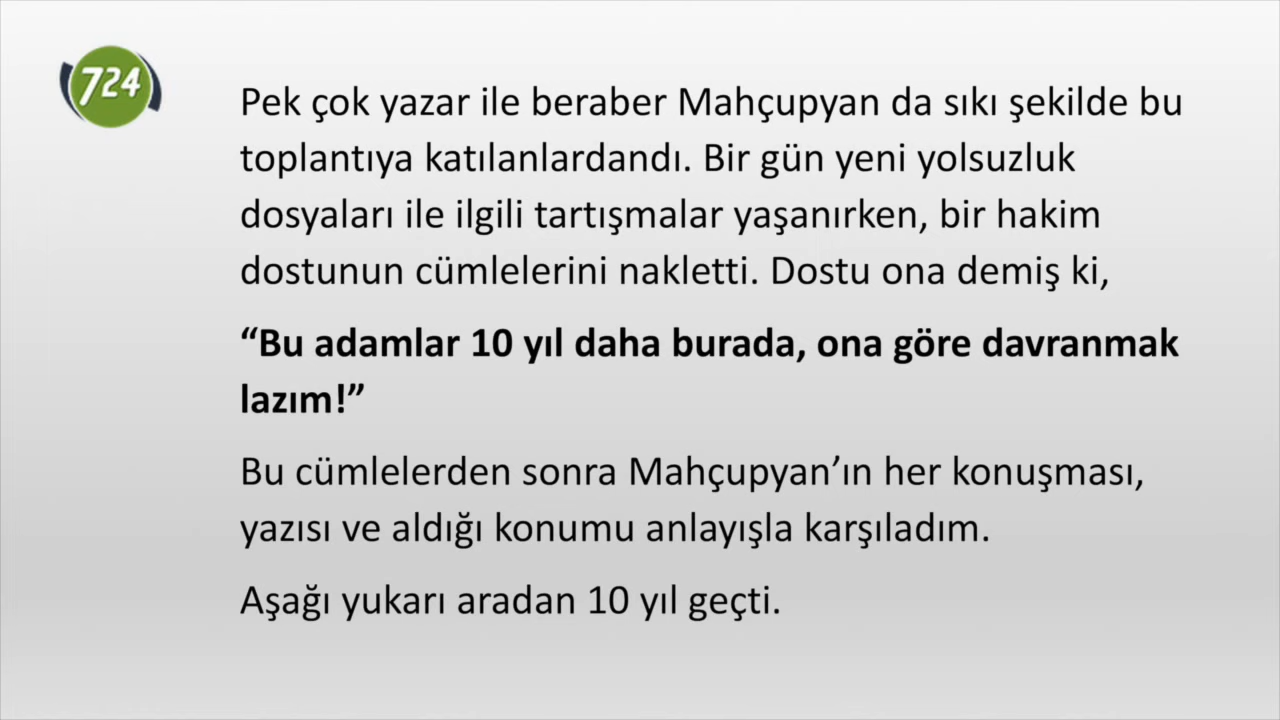 724
Pek çok yazar ile beraber Mahçupyan da sıkı şekilde bu
toplantıya katılanlardandı. Bir gün yeni yolsuzluk
dosyaları ile ilgili tartışmalar yaşanırken, bir hakim
dostunun cümlelerini nakletti. Dostu ona demiş ki,
“Bu adamlar 10 yıl daha burada, ona göre davranmak
lazım!”
Bu cümlelerden sonra Mahçupyan’ın her konuşması,
yazısı ve aldığı konumu anlayışla karşıladım.
Aşağı yukarı aradan 10 yıl geçti.